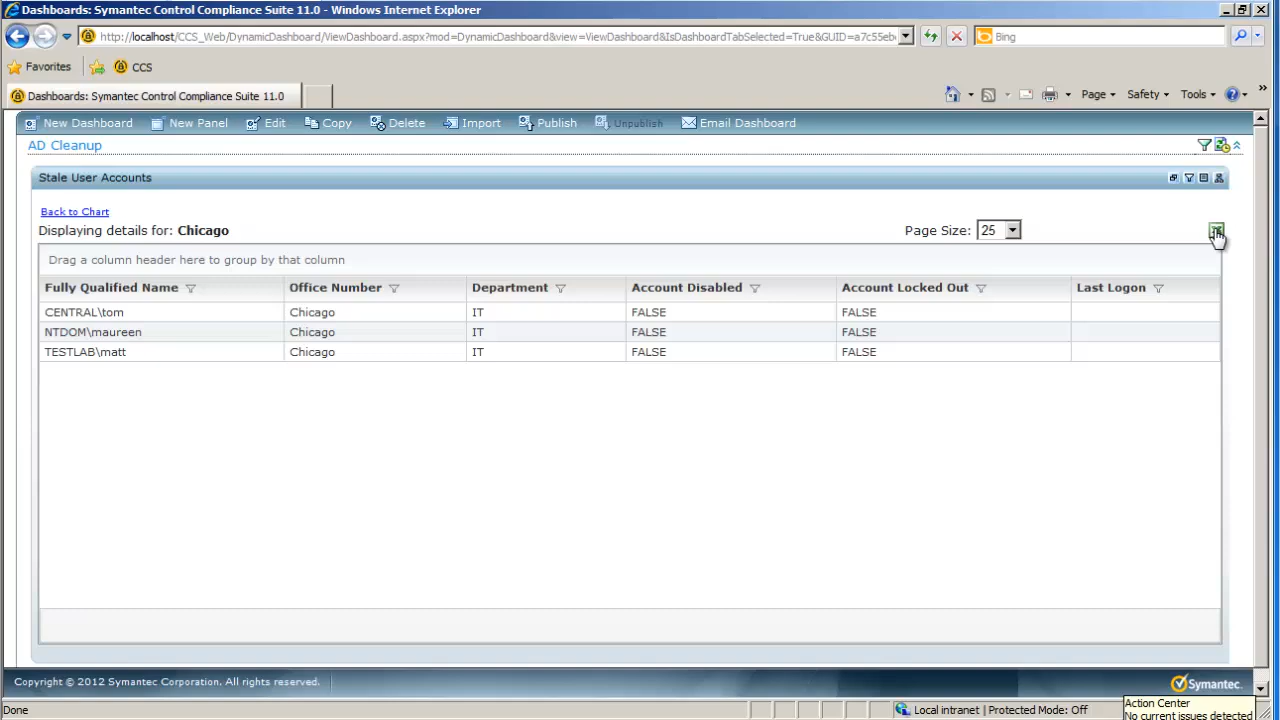 Dashboards: Symantec Control Compliance Suite 11.0 - Windows Internet Explorer
http://localhost/CCS_Web/DynamicDashboard/ViewDashboard.aspx?mod=DynamicDashboard&view=ViewDashboard&IsDashboardTabSelected=True&GUID=a7c55eb
Bing
Favorites CCS
Dashboards: Symantec Control Compliance Suite 11.0
Page Safety Tools
New Dashboard New Panel Edit Copy Delete Import Publish Unpublish Email Dashboard
AD Cleanup
Stale User Accounts
Back to Chart
Displaying details for: Chicago Page Size: 25
Drag a column header here to group by that column
Fully Qualified Name Office Number Department Account Disabled Account Locked Out Last Logon
CENTRAL\tom Chicago IT FALSE FALSE
NTDOM\maureen Chicago IT FALSE FALSE
TESTLAB\matt Chicago IT FALSE FALSE
Copyright © 2012 Symantec Corporation. All rights reserved.
Symantec.
Done
Local intranet | Protected Mode: Off
Action Center
No current issues detected